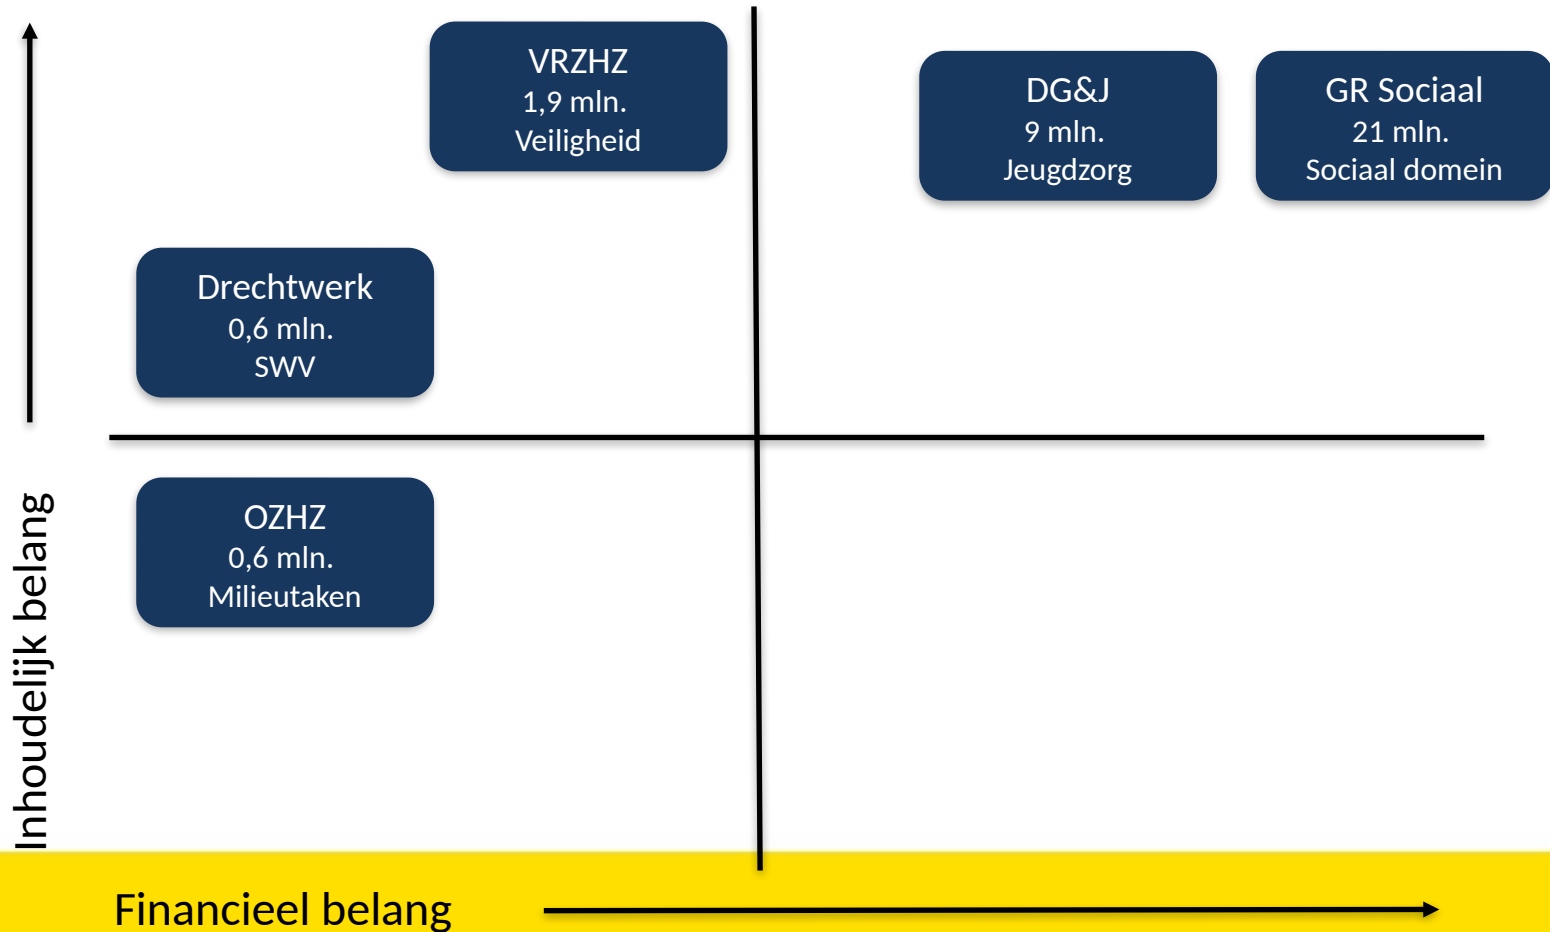 VRZHZ
1,9 mln.
Veiligheid
DG&J
9 mln.
Jeugdzorg
GR Sociaal
21 mln.
Sociaal domein
Drechtwerk
0,6 mln.
SWV
OZHZ
0,6 mln.
Milieutaken
Inhoudelijk belang
Financieel belang